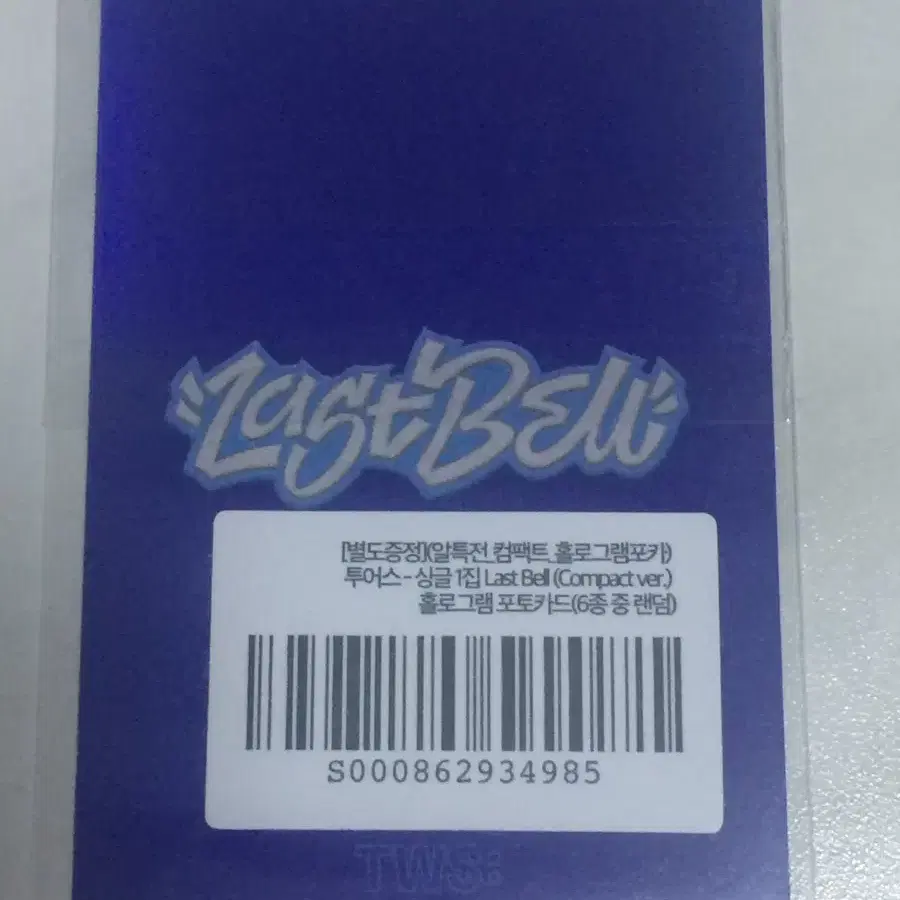 Last Bell
[별도증정](알특전_컴팩트_홀로그램포카)
투어스 - 싱글 1집 Last Bell (Compact ver.)
홀로그램 포토카드(6종 중 랜덤)
S000862934985
TWS: